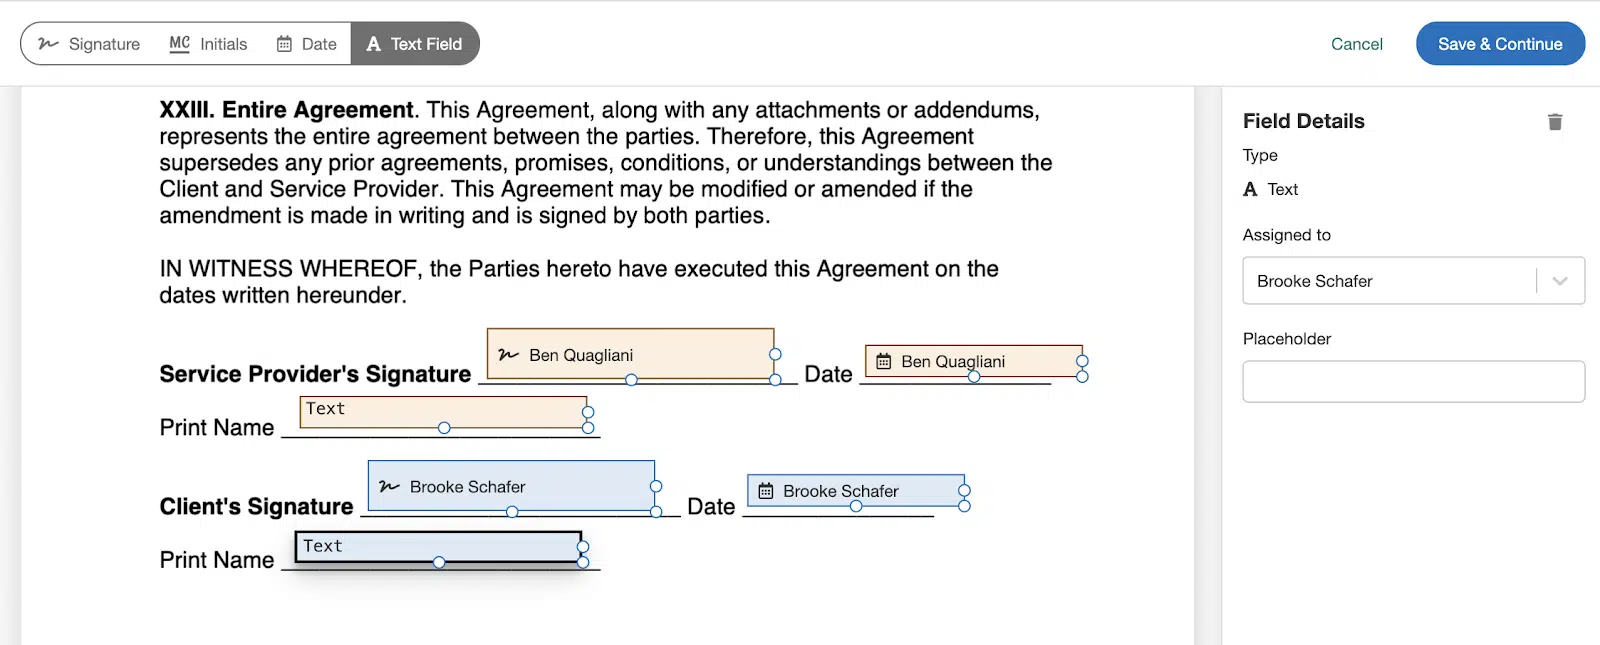 Signature MC Initials Date A Text Field Cancel Save & Continue
XXIII. Entire Agreement. This Agreement, along with any attachments or addendums,
represents the entire agreement between the parties. Therefore, this Agreement
supersedes any prior agreements, promises, conditions, or understandings between the
Client and Service Provider. This Agreement may be modified or amended if the
amendment is made in writing and is signed by both parties.
IN WITNESS WHEREOF, the Parties hereto have executed this Agreement on the
dates written hereunder.
Service Provider's Signature Ben Quagliani Date Ben Quagliani
Print Name Text
Client's Signature Brooke Schafer Date Brooke Schafer
Print Name Text
Field Details
Type
A Text
Assigned to
Brooke Schafer
Placeholder